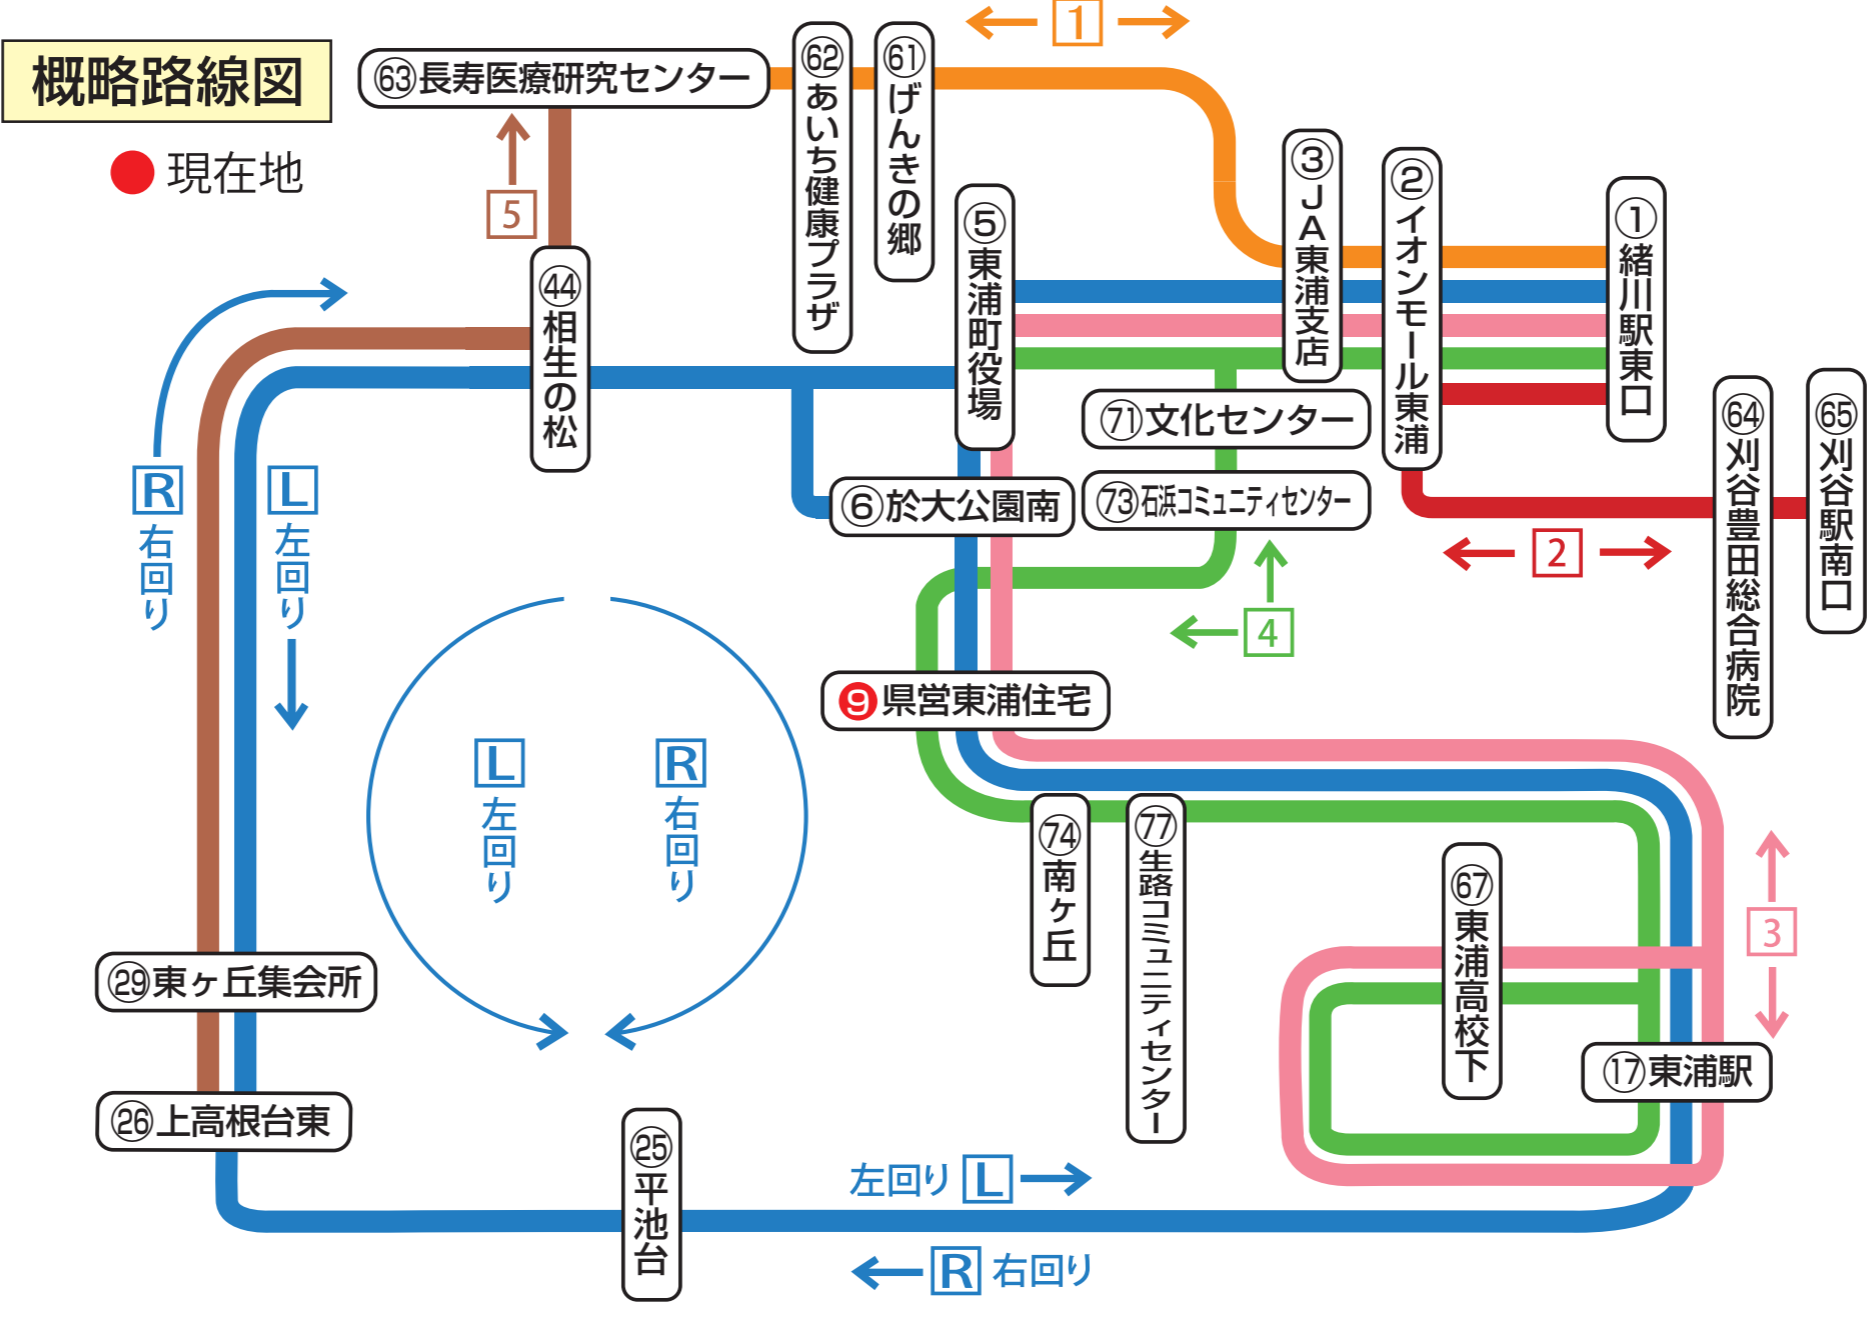 概略路線図
現在地
1
63長寿医療研究センター
62あいち健康プラザ
61げんきの郷
5
44相生の松
⑤東浦町役場
③JA東浦支店
②イオンモール東浦
①緒川駅東口
71文化センター
73石浜コミュニティセンター
64刈谷豊田総合病院
65刈谷駅南口
2
R
右回り
L
左回り
⑥於大公園南
4
❾県営東浦住宅
L
左回り
R
右回り
74南ヶ丘
77生路コミュニティセンター
67東浦高校下
3
⑰東浦駅
㉙東ヶ丘集会所
㉖上高根台東
㉕平池台
左回り L
R 右回り